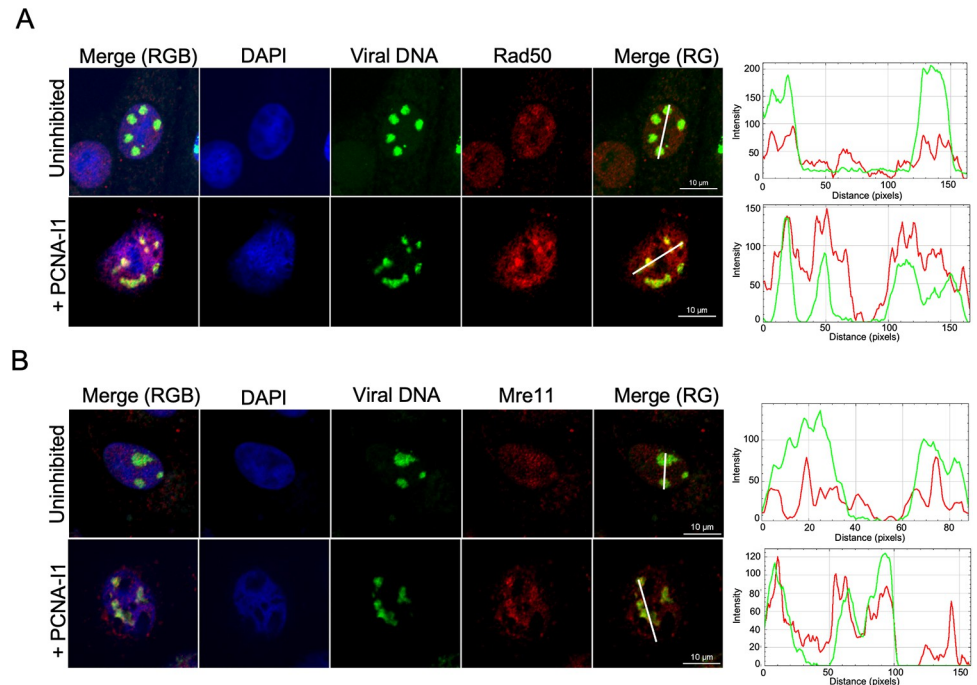 A
Merge (RGB) DAPI Viral DNA Rad50 Merge (RG)
Uninhibited
10 µm
200
150
100
50
0
Intensity
0 50 100 150
Distance (pixels)
+ PCNA-I1
10 µm
150
100
50
0
Intensity
0 50 100 150
Distance (pixels)
B
Merge (RGB) DAPI Viral DNA Mre11 Merge (RG)
Uninhibited
10 µm
100
50
0
Intensity
0 20 40 60 80
Distance (pixels)
+ PCNA-I1
10 µm
120
100
80
60
40
20
0
Intensity
0 50 100 150
Distance (pixels)